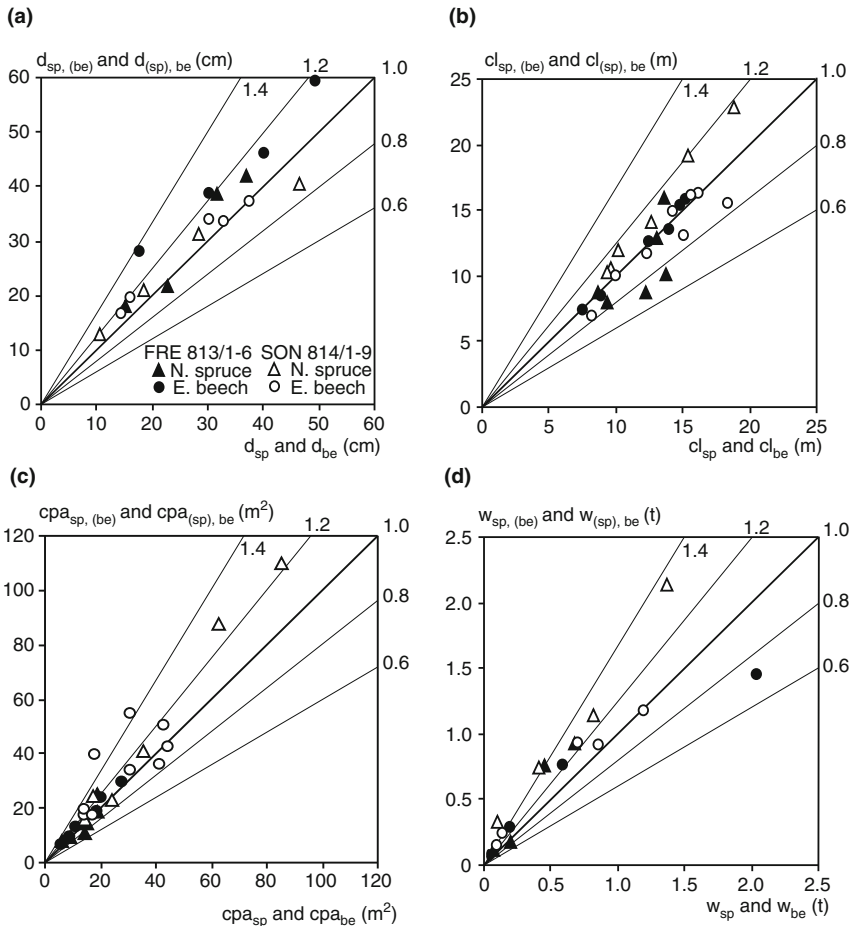 (a)
d_sp, (be) and d_(sp), be (cm)
1.4
1.2
1.0
0.8
0.6
60
50
40
30
20
10
0
FRE 813/1-6 SON 814/1-9
▲ N. spruce △ N. spruce
● E. beech ○ E. beech
0 10 20 30 40 50 60
d_sp and d_be (cm)
(b)
cl_sp, (be) and cl_(sp), be (m)
1.4
1.2
1.0
0.8
0.6
25
20
15
10
5
0
0 5 10 15 20 25
cl_sp and cl_be (m)
(c)
cpa_sp, (be) and cpa_(sp), be (m²)
1.4
1.2
1.0
0.8
0.6
120
100
80
60
40
20
0
0 20 40 60 80 100 120
cpa_sp and cpa_be (m²)
(d)
w_sp, (be) and w_(sp), be (t)
1.4
1.2
1.0
0.8
0.6
2.5
2.0
1.5
1.0
0.5
0
0 0.5 1.0 1.5 2.0 2.5
w_sp and w_be (t)